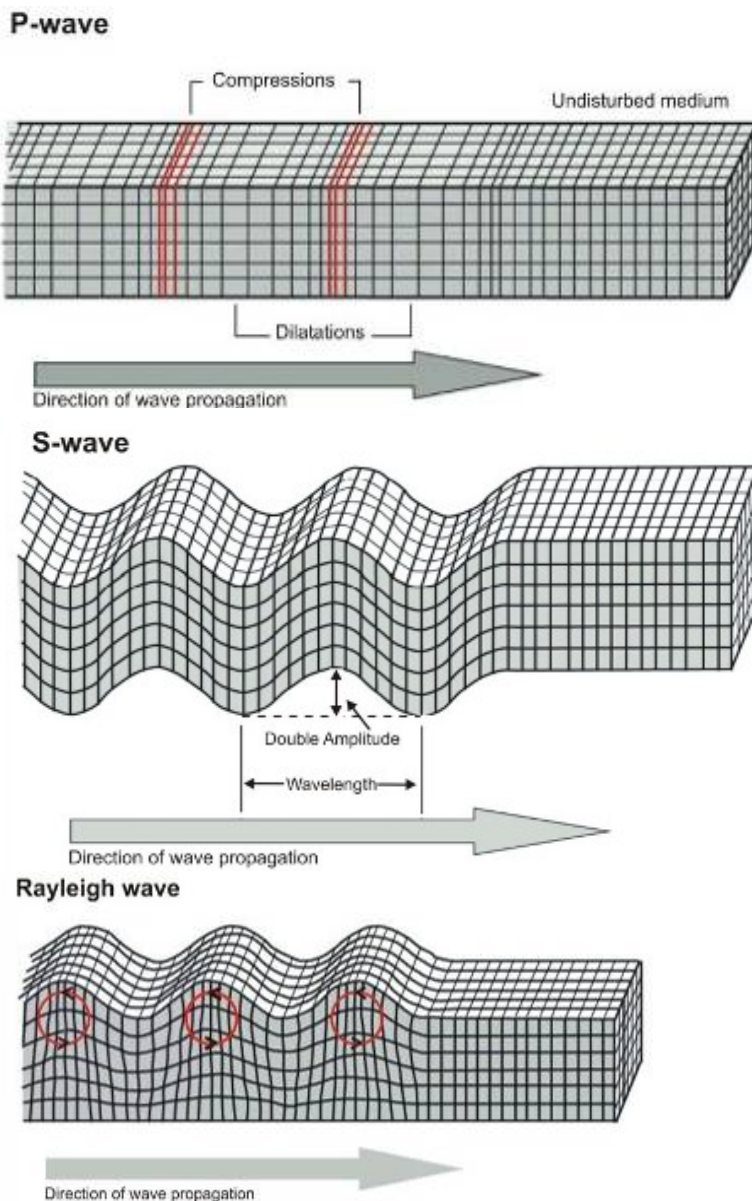 P-wave
Compressions
Undisturbed medium
Dilatations
Direction of wave propagation
S-wave
Double Amplitude
Wavelength
Direction of wave propagation
Rayleigh wave
Direction of wave propagation